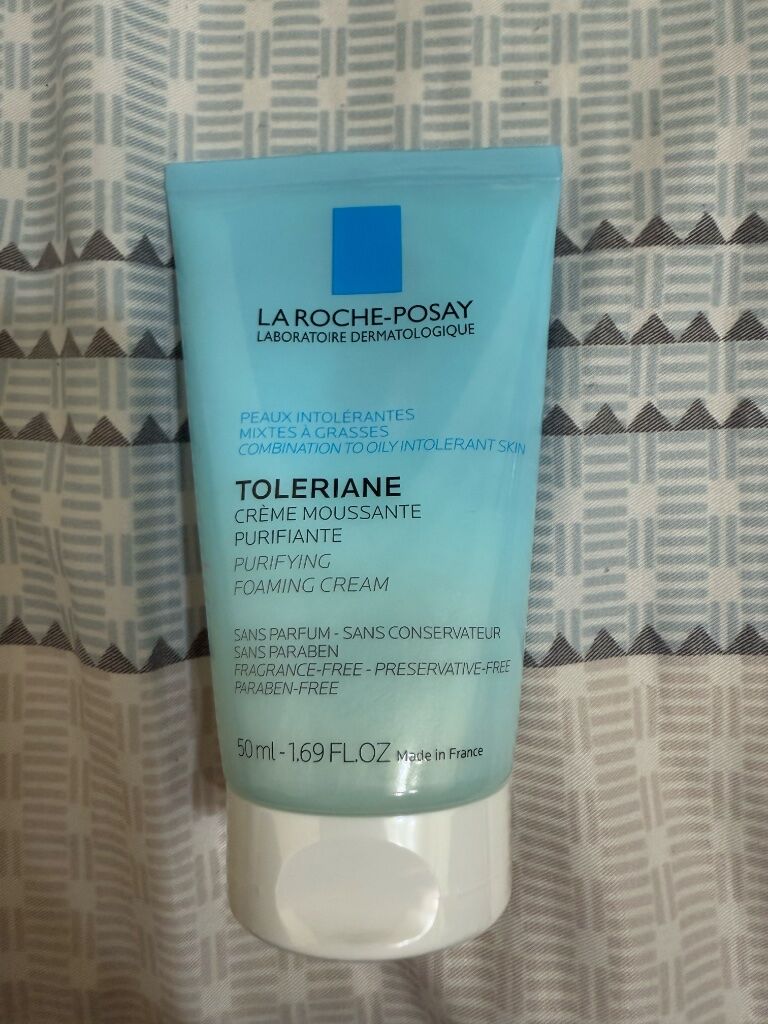 LA ROCHE-POSAY
LABORATOIRE DERMATOLOGIQUE
PEAUX INTOLÉRANTES
MIXTES À GRASSES
COMBINATION TO OILY INTOLERANT SKIN
TOLERIANE
CRÈME MOUSSANTE
PURIFIANTE
PURIFYING
FOAMING CREAM
SANS PARFUM - SANS CONSERVATEUR
SANS PARABEN
FRAGRANCE-FREE - PRESERVATIVE-FREE
PARABEN-FREE
50 ml - 1.69 FL.OZ Made in France